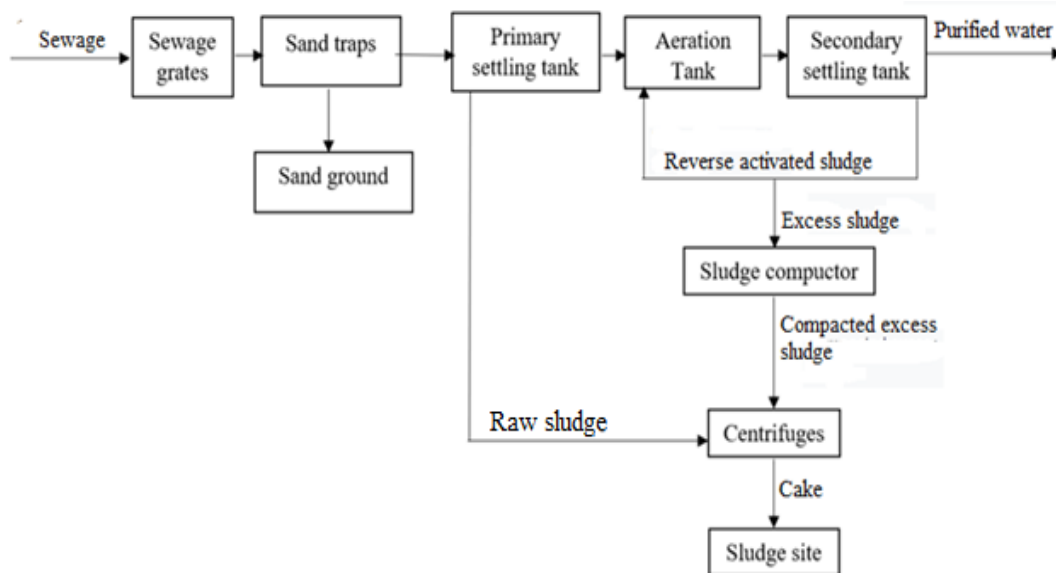 Sewage
Sewage
grates
Sand traps
Primary
settling tank
Aeration
Tank
Secondary
settling tank
Purified water
Sand ground
Reverse activated sludge
Excess sludge
Sludge compuctor
Compacted excess
sludge
Raw sludge
Centrifuges
Cake
Sludge site